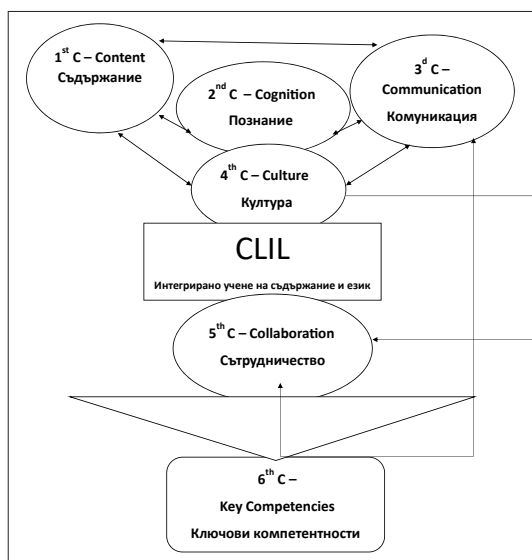 1st C – Content
Съдържание
2nd C – Cognition
Познание
3d C –
Communication
Комуникация
4th C – Culture
Култура
CLIL
Интегрирано учене на съдържание и език
5th C – Collaboration
Сътрудничество
6th C –
Key Competencies
Ключови компетентности